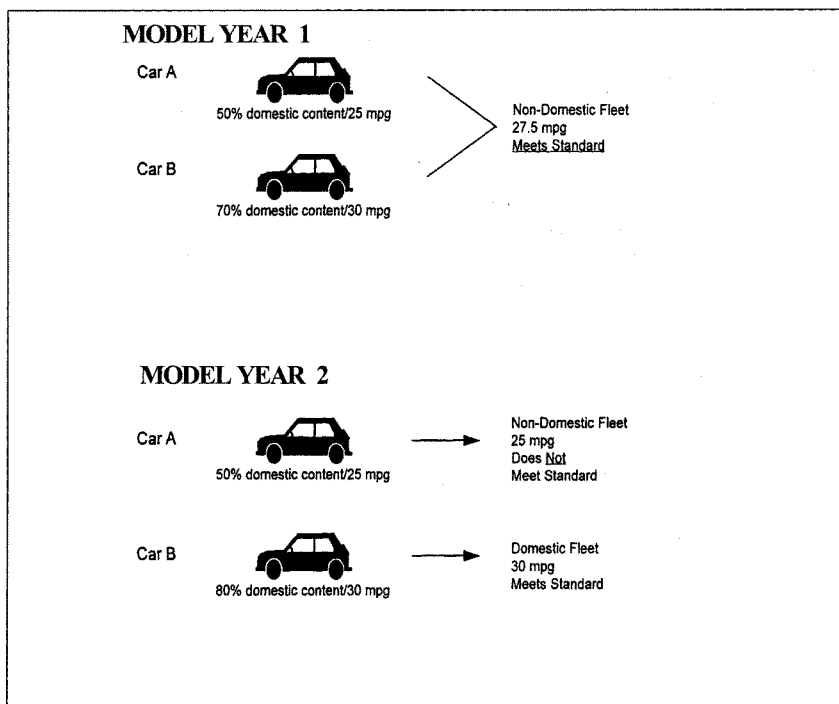 MODEL YEAR 1
Car A
50% domestic content/25 mpg
Non-Domestic Fleet
27.5 mpg
Meets Standard
Car B
70% domestic content/30 mpg
MODEL YEAR 2
Car A
50% domestic content/25 mpg
Non-Domestic Fleet
25 mpg
Does Not
Meet Standard
Car B
80% domestic content/30 mpg
Domestic Fleet
30 mpg
Meets Standard